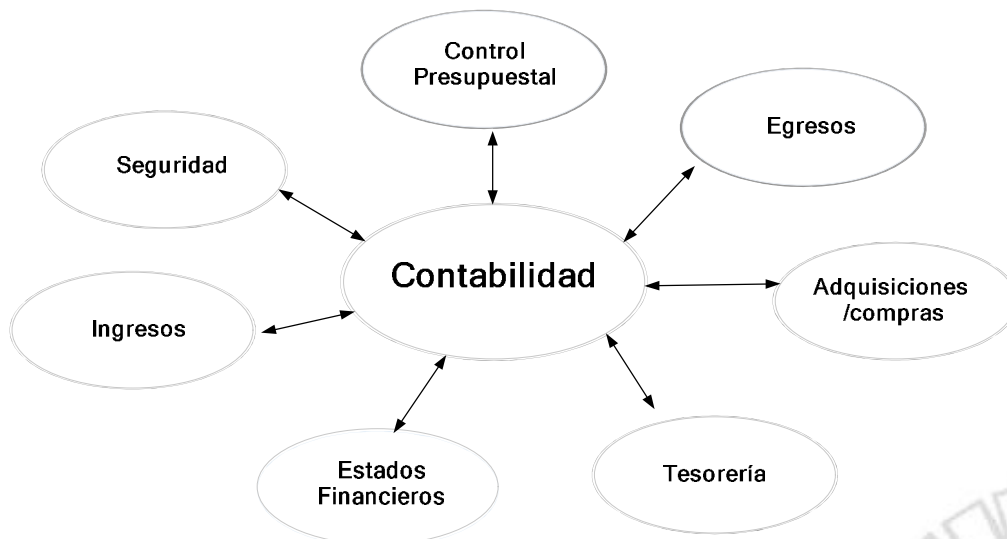 Control
Presupuestal
Egresos
Seguridad
Contabilidad
Adquisiciones
/compras
Ingresos
Estados
Financieros
Tesorería